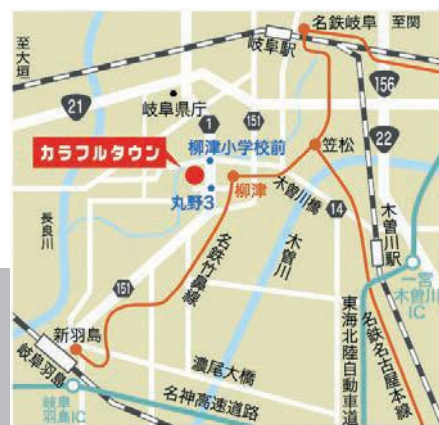 名鉄岐阜
至関
至大垣
岐阜駅
156
21
岐阜県庁
1
151
22
カラフルタウン
柳津小学校前
笠松
柳津
丸野3
木曽川橋
14
長良川
木曽川
木曽川駅
名鉄竹鼻線
一宮
木曽川
IC
151
新羽島
岐阜羽島
濃尾大橋
東海北陸自動車道
名鉄名古屋本線
岐阜
羽島IC
名神高速道路